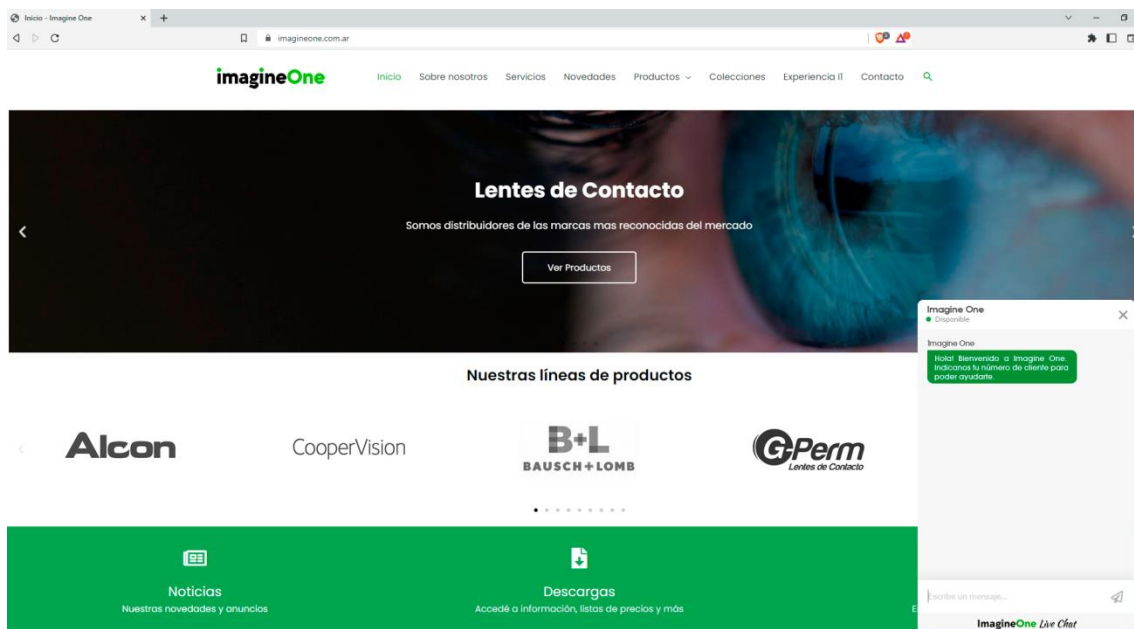 Inicio - Imagine One
imagineone.com.ar
imagineOne
Inicio Sobre nosotros Servicios Novedades Productos Colecciones Experiencia I1 Contacto
Lentes de Contacto
Somos distribuidores de las marcas mas reconocidas del mercado
Ver Productos
Nuestras líneas de productos
Alcon
CooperVision
B+L
BAUSCH+LOMB
G-Perm
Lentes de Contacto
Noticias
Nuestras novedades y anuncios
Descargas
Accedé a información, listas de precios y más
Imagine One
Disponible
Imagine One
Hola! Bienvenido a Imagine One.
Indicanos tu número de cliente para
poder ayudarte.
Escribe un mensaje...
ImagineOne Live Chat